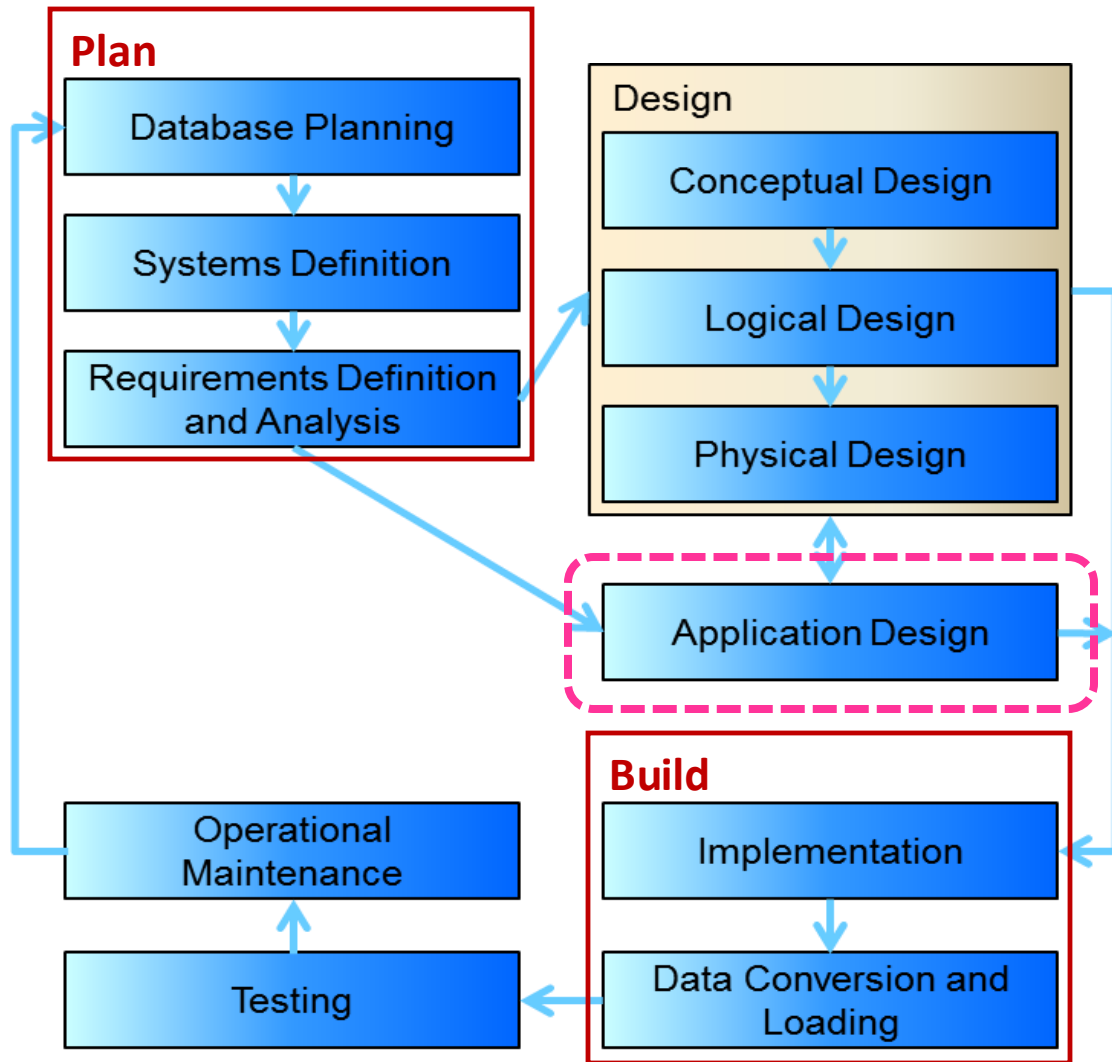 Plan
Database Planning
Systems Definition
Requirements Definition
and Analysis
Design
Conceptual Design
Logical Design
Physical Design
Application Design
Build
Implementation
Data Conversion and
Loading
Testing
Operational
Maintenance